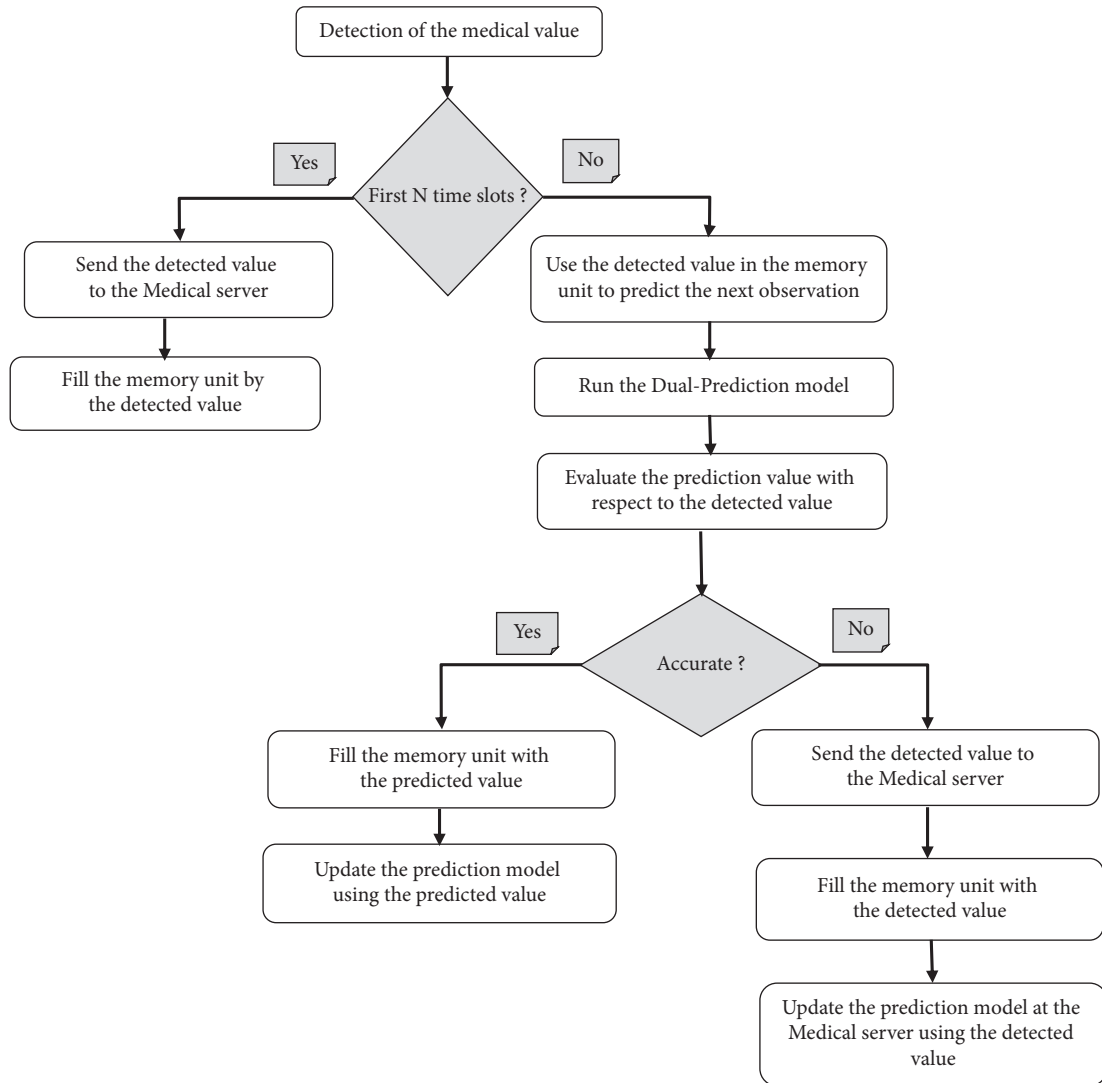 Detection of the medical value
Yes
No
First N time slots ?
Send the detected value
to the Medical server
Use the detected value in the memory
unit to predict the next observation
Fill the memory unit by
the detected value
Run the Dual-Prediction model
Evaluate the prediction value with
respect to the detected value
Yes
No
Accurate ?
Fill the memory unit with
the predicted value
Send the detected value to
the Medical server
Update the prediction model
using the predicted value
Fill the memory unit with
the detected value
Update the prediction model at the
Medical server using the detected
value